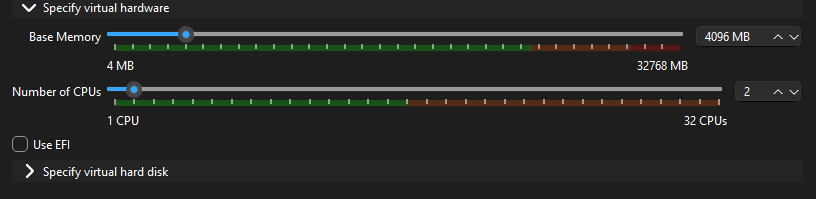 Specify virtual hardware
Base Memory
4096 MB
4 MB
32768 MB
Number of CPUs
2
1 CPU
32 CPUs
Use EFI
Specify virtual hard disk